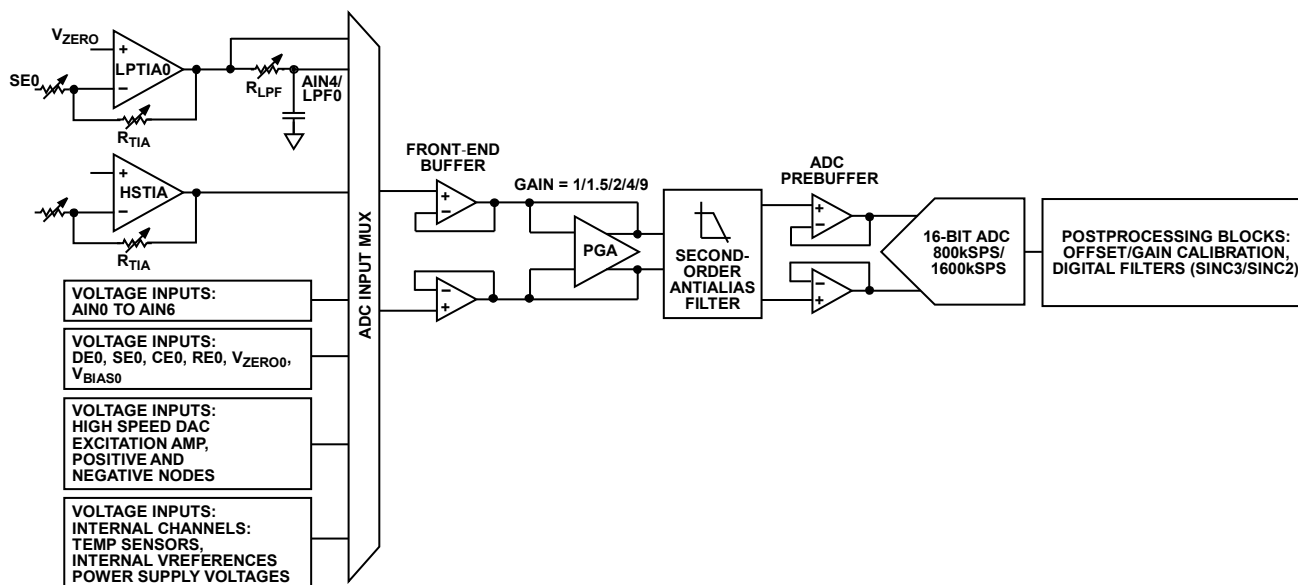 VZERO
+
LPTIA0
SE0
−
RTIA
RLPF
AIN4/
LPF0
+
HSTIA
−
RTIA
VOLTAGE INPUTS:
AIN0 TO AIN6
VOLTAGE INPUTS:
DE0, SE0, CE0, RE0, VZERO0,
VBIAS0
VOLTAGE INPUTS:
HIGH SPEED DAC
EXCITATION AMP,
POSITIVE AND
NEGATIVE NODES
VOLTAGE INPUTS:
INTERNAL CHANNELS:
TEMP SENSORS,
INTERNAL VREFERENCES
POWER SUPPLY VOLTAGES
ADC INPUT MUX
FRONT-END
BUFFER
+
−
−
+
GAIN = 1/1.5/2/4/9
PGA
SECOND-
ORDER
ANTIALIAS
FILTER
ADC
PREBUFFER
+
−
−
+
16-BIT ADC
800kSPS/
1600kSPS
POSTPROCESSING BLOCKS:
OFFSET/GAIN CALIBRATION,
DIGITAL FILTERS (SINC3/SINC2)